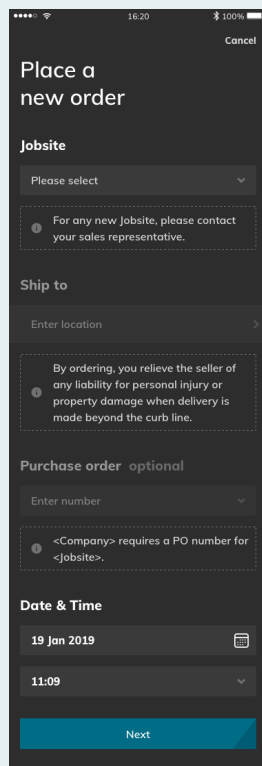 16:20
100%
Cancel
Place a
new order
Jobsite
Please select
For any new Jobsite, please contact
your sales representative.
Ship to
Enter location
By ordering, you relieve the seller of
any liability for personal injury or
property damage when delivery is
made beyond the curb line.
Purchase order optional
Enter number
<Company> requires a PO number for
<Jobsite>.
Date & Time
19 Jan 2019
11:09
Next